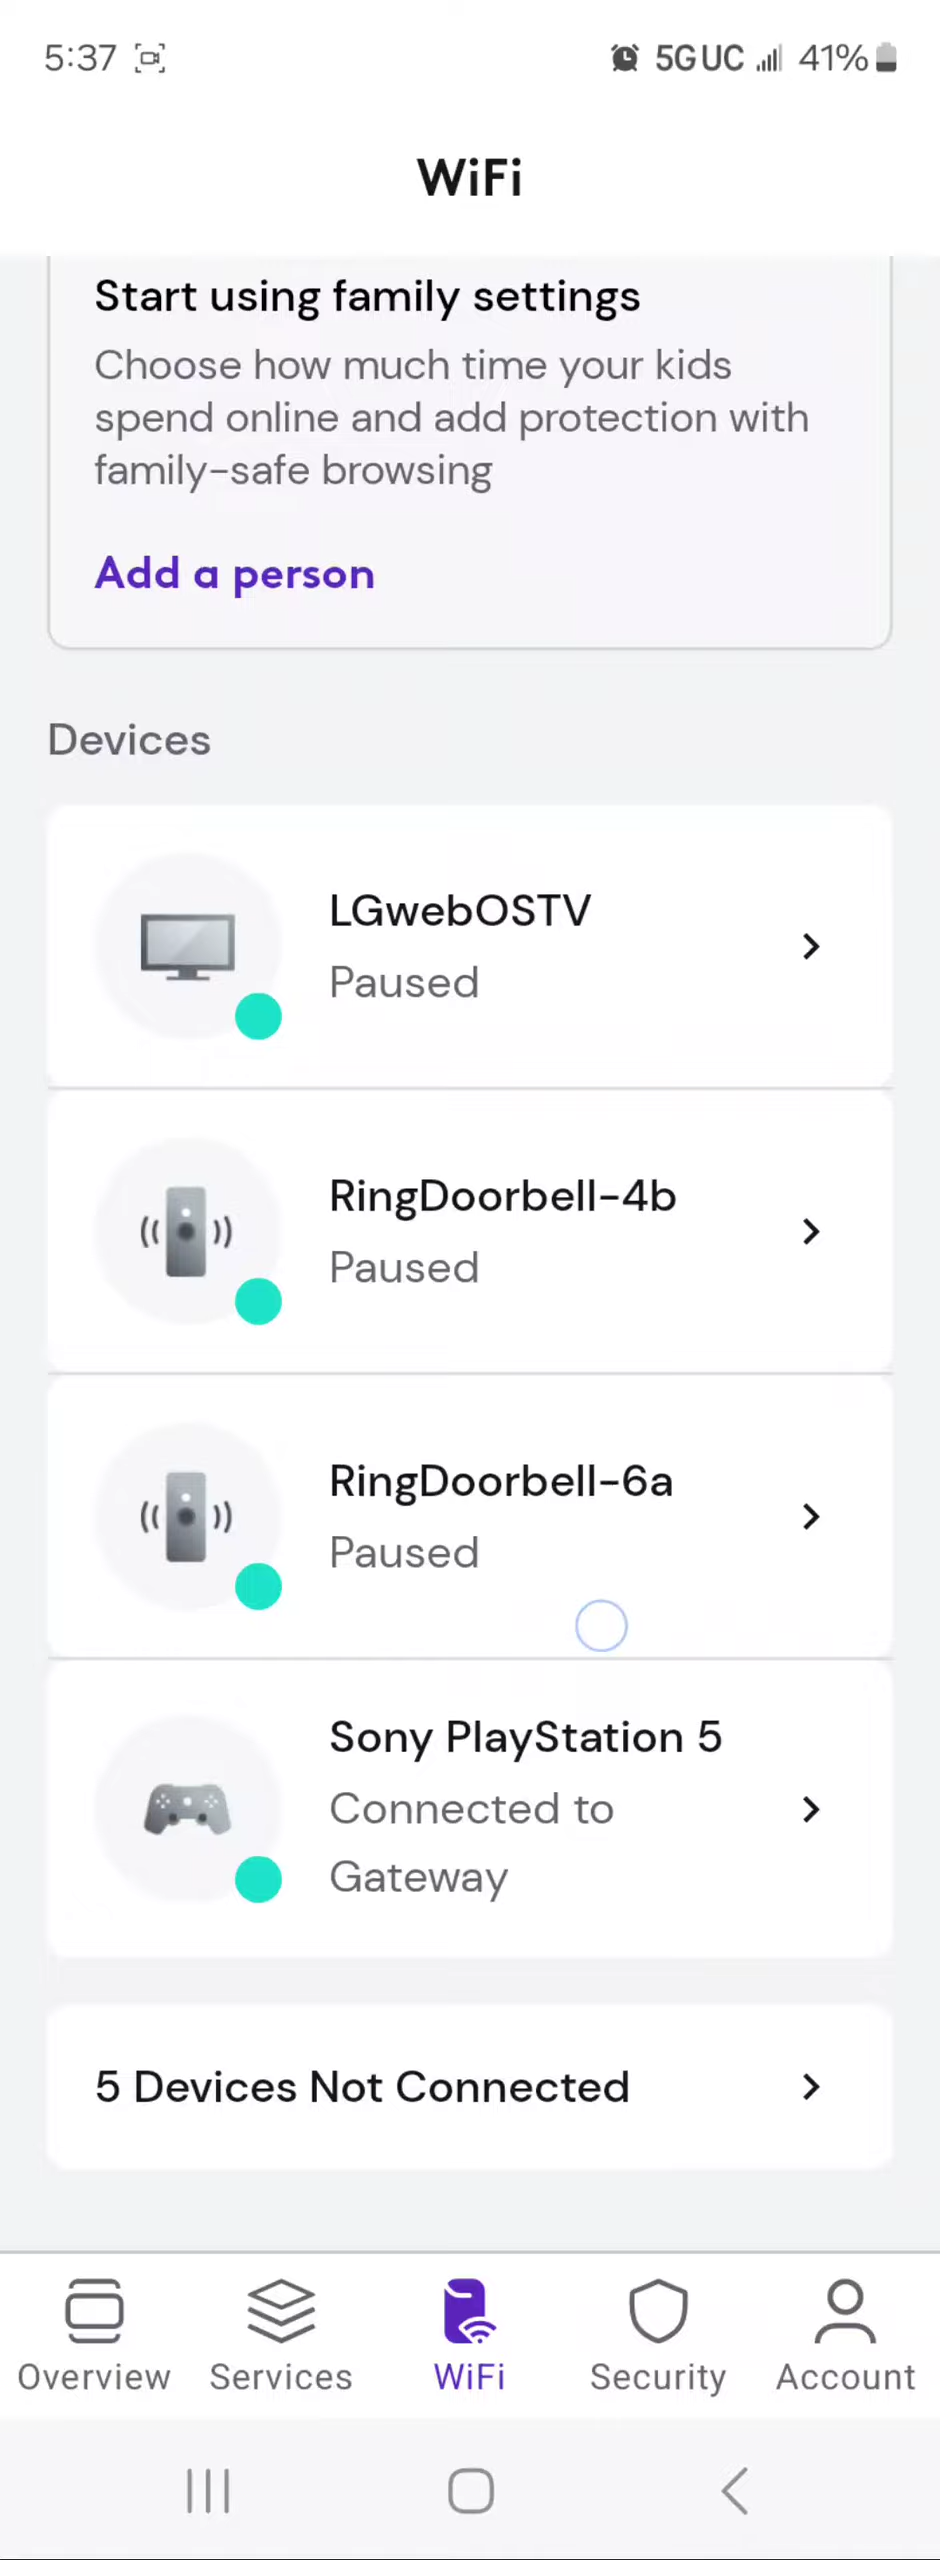 5:37
5G UC 41%
WiFi
Start using family settings
Choose how much time your kids
spend online and add protection with
family-safe browsing
Add a person
Devices
LGwebOSTV
Paused
RingDoorbell-4b
Paused
RingDoorbell-6a
Paused
Sony PlayStation 5
Connected to
Gateway
5 Devices Not Connected
Overview Services WiFi Security Account